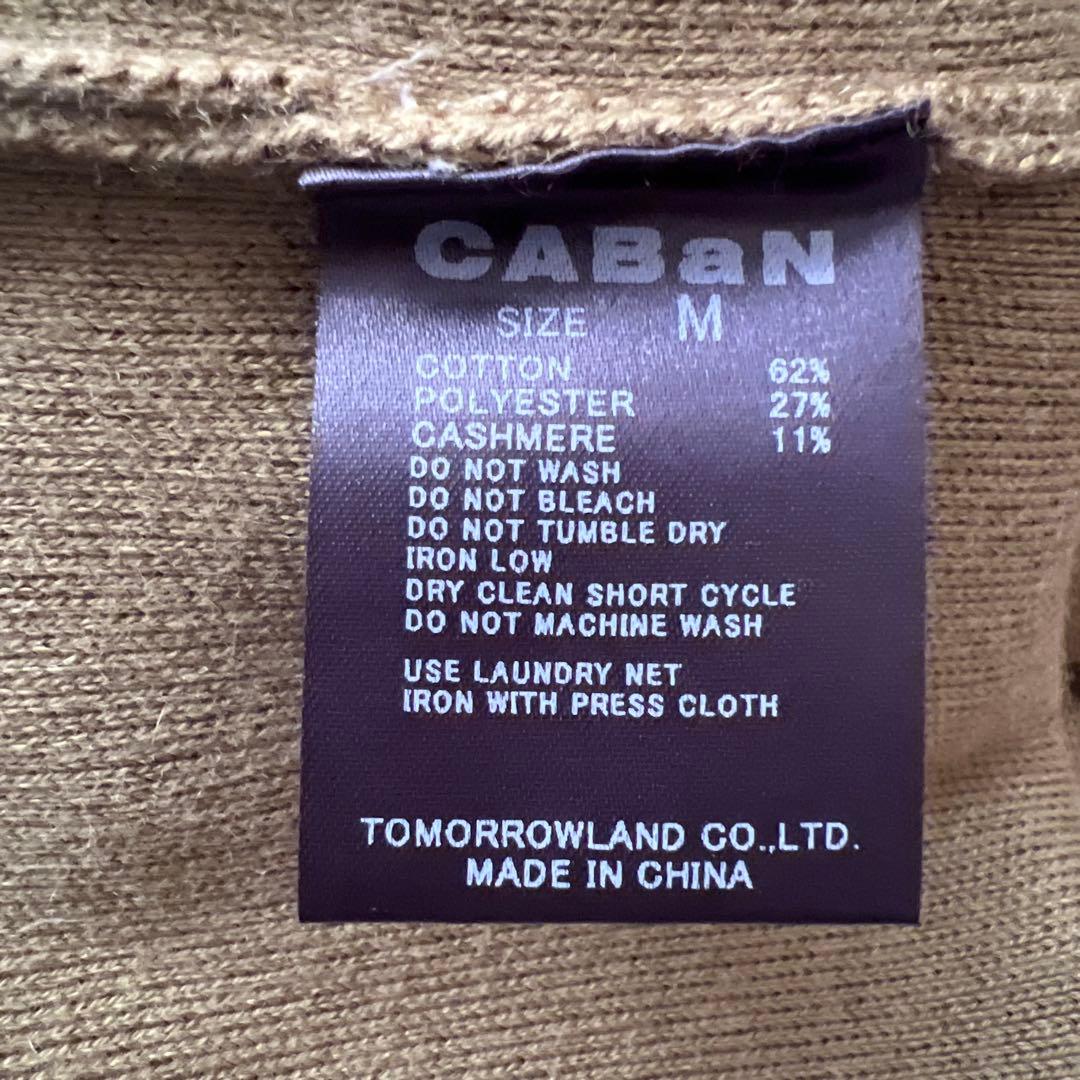 CABaN
SIZE M
COTTON 62%
POLYESTER 27%
CASHMERE 11%
DO NOT WASH
DO NOT BLEACH
DO NOT TUMBLE DRY
IRON LOW
DRY CLEAN SHORT CYCLE
DO NOT MACHINE WASH
USE LAUNDRY NET
IRON WITH PRESS CLOTH
TOMORROWLAND CO.,LTD.
MADE IN CHINA